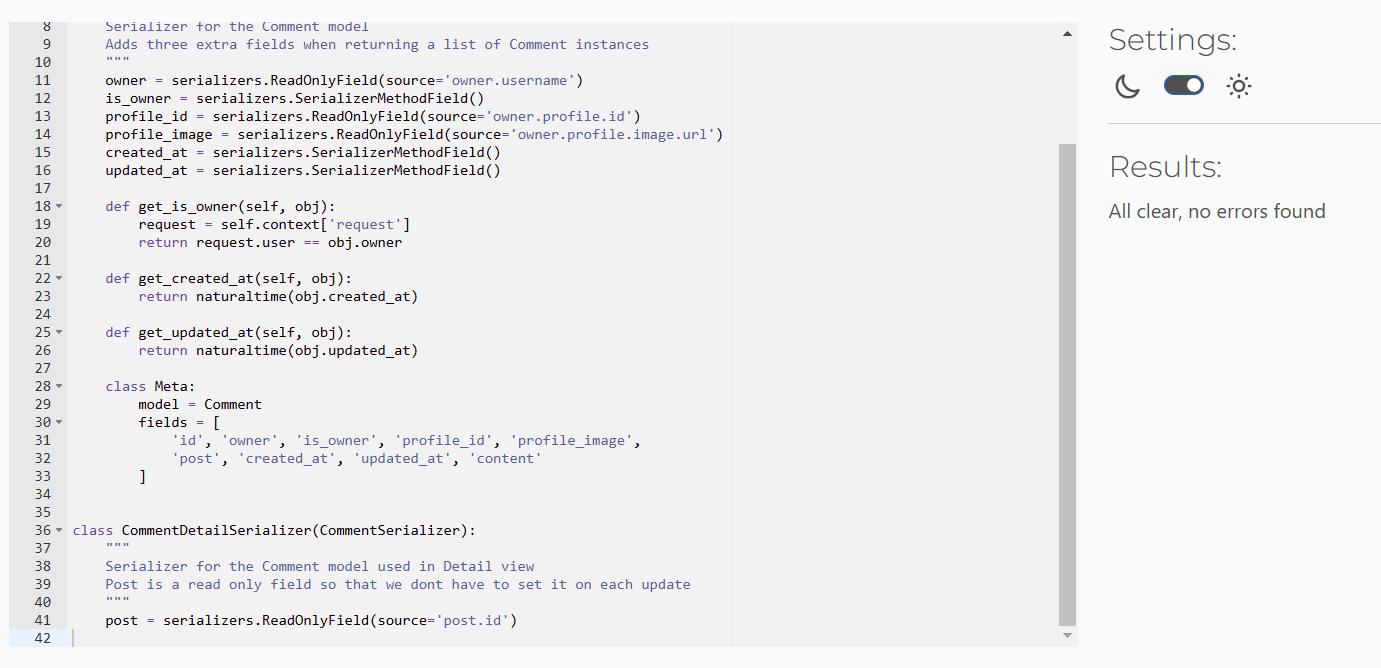 8 Serializer for the Comment model
9 Adds three extra fields when returning a list of Comment instances
10 """
11 owner = serializers.ReadOnlyField(source='owner.username')
12 is_owner = serializers.SerializerMethodField()
13 profile_id = serializers.ReadOnlyField(source='owner.profile.id')
14 profile_image = serializers.ReadOnlyField(source='owner.profile.image.url')
15 created_at = serializers.SerializerMethodField()
16 updated_at = serializers.SerializerMethodField()
17
18 def get_is_owner(self, obj):
19 request = self.context['request']
20 return request.user == obj.owner
21
22 def get_created_at(self, obj):
23 return naturaltime(obj.created_at)
24
25 def get_updated_at(self, obj):
26 return naturaltime(obj.updated_at)
27
28 class Meta:
29 model = Comment
30 fields = [
31 'id', 'owner', 'is_owner', 'profile_id', 'profile_image',
32 'post', 'created_at', 'updated_at', 'content'
33 ]
34
35
36 class CommentDetailSerializer(CommentSerializer):
37 """
38 Serializer for the Comment model used in Detail view
39 Post is a read only field so that we dont have to set it on each update
40 """
41 post = serializers.ReadOnlyField(source='post.id')
42
Settings:
Results:
All clear, no errors found